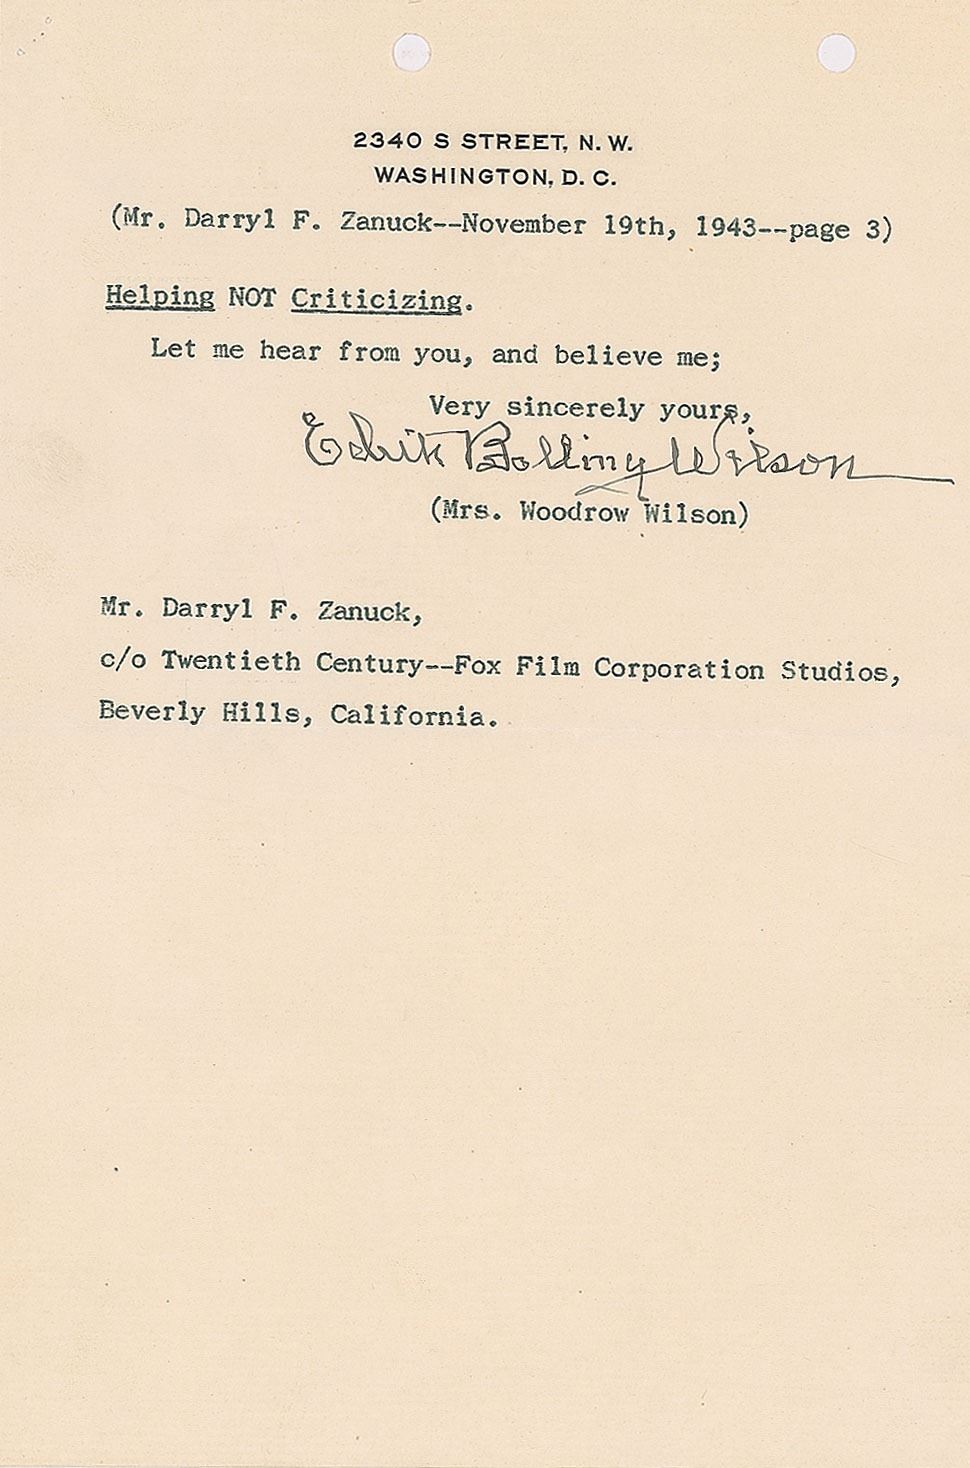 2340 S STREET, N. W.
WASHINGTON, D. C.
(Mr. Darryl F. Zanuck--November 19th, 1943--page 3)
Helping NOT Criticizing.
Let me hear from you, and believe me;
Very sincerely yours,
Edith Bolling Wilson
(Mrs. Woodrow Wilson)
Mr. Darryl F. Zanuck,
c/o Twentieth Century--Fox Film Corporation Studios,
Beverly Hills, California.